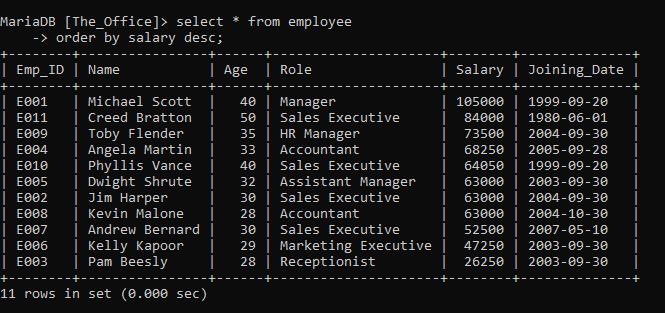 MariaDB [The_Office]> select * from employee
    -> order by salary desc;
+--------+----------------+------+---------------------+--------+--------------+
| Emp_ID | Name           | Age  | Role                | Salary | Joining_Date |
+--------+----------------+------+---------------------+--------+--------------+
| E001   | Michael Scott  |   40 | Manager             | 105000 | 1999-09-20   |
| E011   | Creed Bratton  |   50 | Sales Executive     |  84000 | 1980-06-01   |
| E009   | Toby Flender   |   35 | HR Manager          |  73500 | 2004-09-30   |
| E004   | Angela Martin  |   33 | Accountant          |  68250 | 2005-09-28   |
| E010   | Phyllis Vance  |   40 | Sales Executive     |  64050 | 1999-09-20   |
| E005   | Dwight Shrute  |   32 | Assistant Manager   |  63000 | 2003-09-30   |
| E002   | Jim Harper     |   30 | Sales Executive     |  63000 | 2004-09-30   |
| E008   | Kevin Malone   |   28 | Accountant          |  63000 | 2004-10-30   |
| E007   | Andrew Bernard |   30 | Sales Executive     |  52500 | 2007-05-10   |
| E006   | Kelly Kapoor   |   29 | Marketing Executive |  47250 | 2003-09-30   |
| E003   | Pam Beesly     |   28 | Receptionist        |  26250 | 2003-09-30   |
+--------+----------------+------+---------------------+--------+--------------+
11 rows in set (0.000 sec)